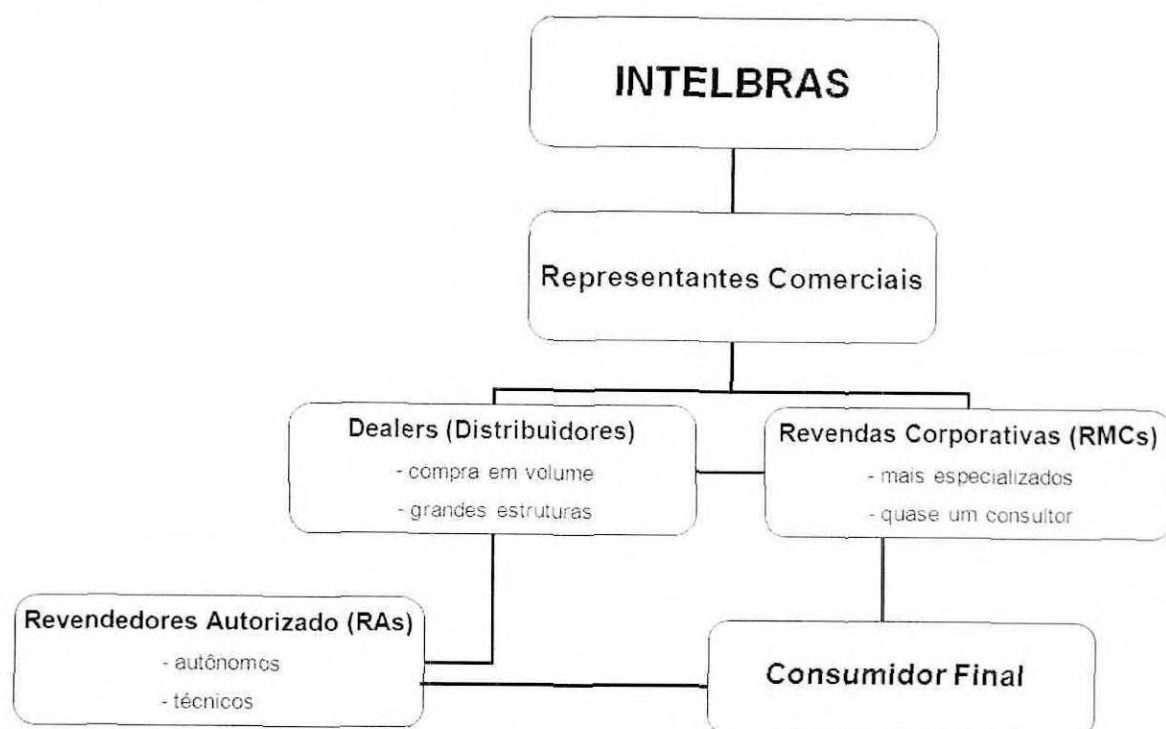 INTELBRAS
Representantes Comerciais
Dealers (Distribuidores)
- compra em volume
- grandes estruturas
Revendas Corporativas (RMCs)
- mais especializados
- quase um consultor
Revendedores Autorizado (RAs)
- autônomos
- técnicos
Consumidor Final